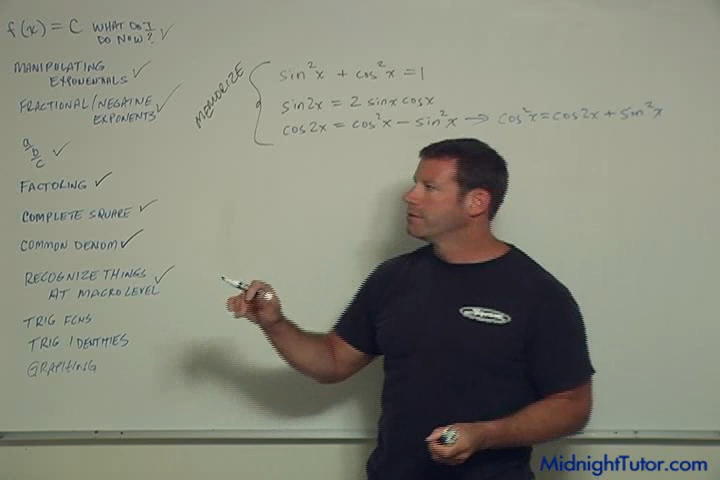 f(x) = C WHAT DO I
DO NOW? ✓
MANIPULATING
EXPONENTIALS ✓
FRACTIONAL/NEGATIVE
EXPONENTS ✓
a
b
c ✓
FACTORING ✓
COMPLETE SQUARE ✓
COMMON DENOM ✓
RECOGNIZE THINGS
AT MACRO LEVEL ✓
TRIG FCNS
TRIG IDENTITIES
GRAPHING
MEMORIZE
sin²x + cos²x = 1
sin2x = 2 sinx cosx
cos2x = cos²x − sin²x → cos²x = cos2x + sin²x
MidnightTutor.com